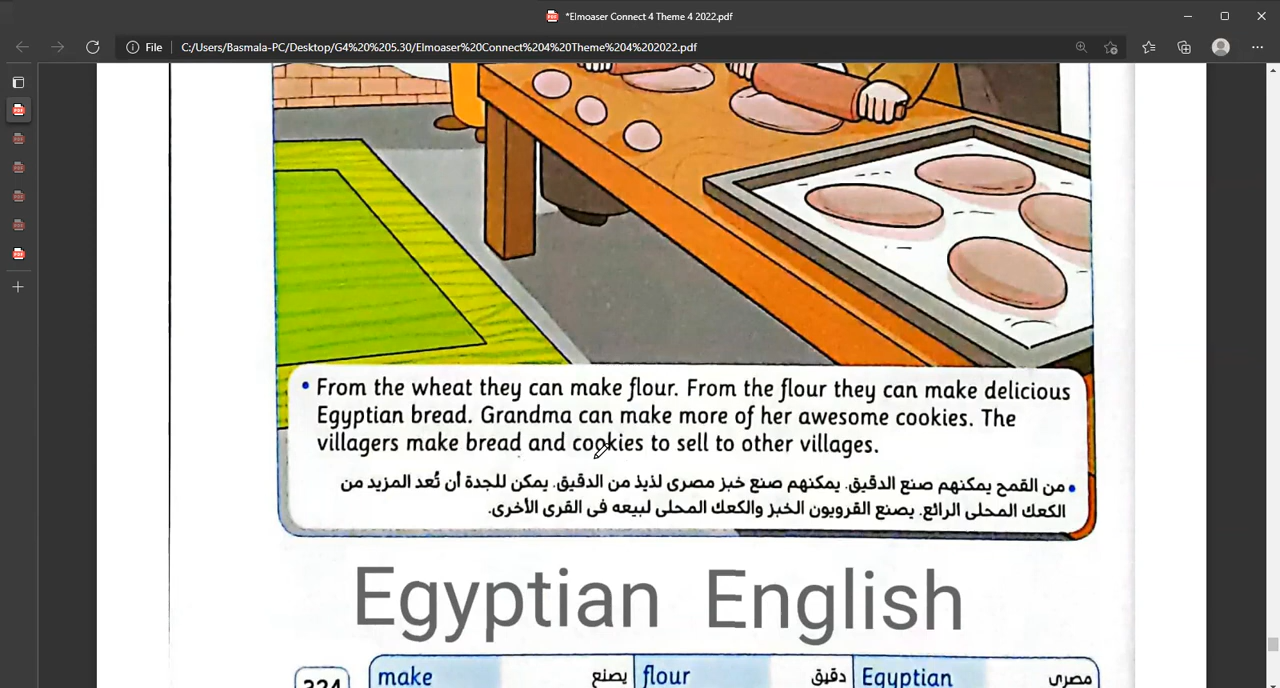 *Elmoaser Connect 4 Theme 4 2022.pdf
File C:/Users/Basmala-PC/Desktop/G4%20%205.30/Elmoaser%20Connect%204%20Theme%204%202022.pdf
• From the wheat they can make flour. From the flour they can make delicious
Egyptian bread. Grandma can make more of her awesome cookies. The
villagers make bread and cookies to sell to other villages.
• من القمح يمكنهم صنع الدقيق. يمكنهم صنع خبز مصرى لذيذ من الدقيق. يمكن للجدة أن تُعد المزيد من
الكعك المحلى الرائع. يصنع القرويون الخبز والكعك المحلى لبيعه فى القرى الأخرى.
Egyptian English
324 make يصنع flour دقيق Egyptian مصرى